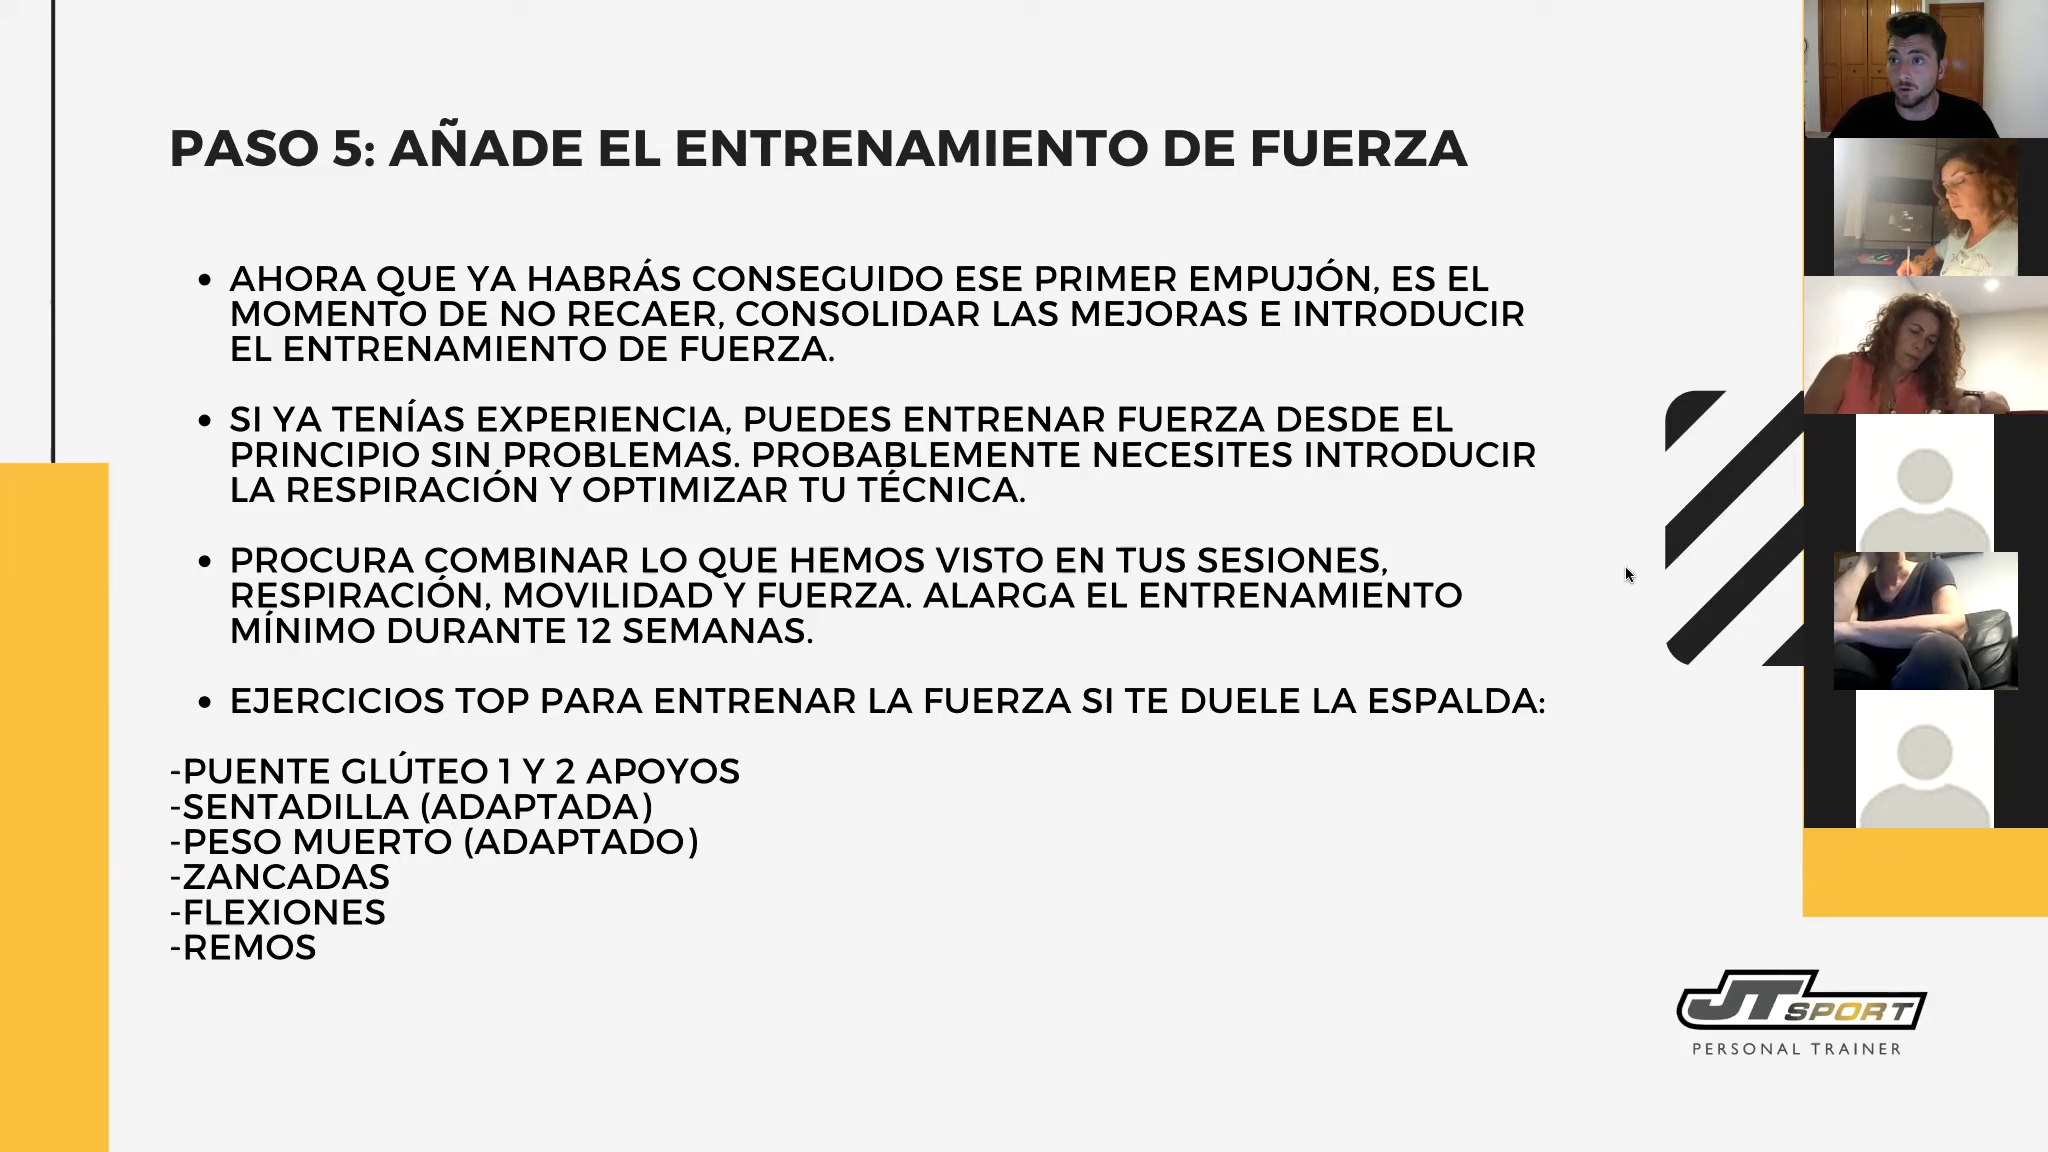 PASO 5: AÑADE EL ENTRENAMIENTO DE FUERZA
• AHORA QUE YA HABRÁS CONSEGUIDO ESE PRIMER EMPUJÓN, ES EL
MOMENTO DE NO RECAER, CONSOLIDAR LAS MEJORAS E INTRODUCIR
EL ENTRENAMIENTO DE FUERZA.
• SI YA TENÍAS EXPERIENCIA, PUEDES ENTRENAR FUERZA DESDE EL
PRINCIPIO SIN PROBLEMAS. PROBABLEMENTE NECESITES INTRODUCIR
LA RESPIRACIÓN Y OPTIMIZAR TU TÉCNICA.
• PROCURA COMBINAR LO QUE HEMOS VISTO EN TUS SESIONES,
RESPIRACIÓN, MOVILIDAD Y FUERZA. ALARGA EL ENTRENAMIENTO
MÍNIMO DURANTE 12 SEMANAS.
• EJERCICIOS TOP PARA ENTRENAR LA FUERZA SI TE DUELE LA ESPALDA:
-PUENTE GLÚTEO 1 Y 2 APOYOS
-SENTADILLA (ADAPTADA)
-PESO MUERTO (ADAPTADO)
-ZANCADAS
-FLEXIONES
-REMOS
JT SPORT
PERSONAL TRAINER